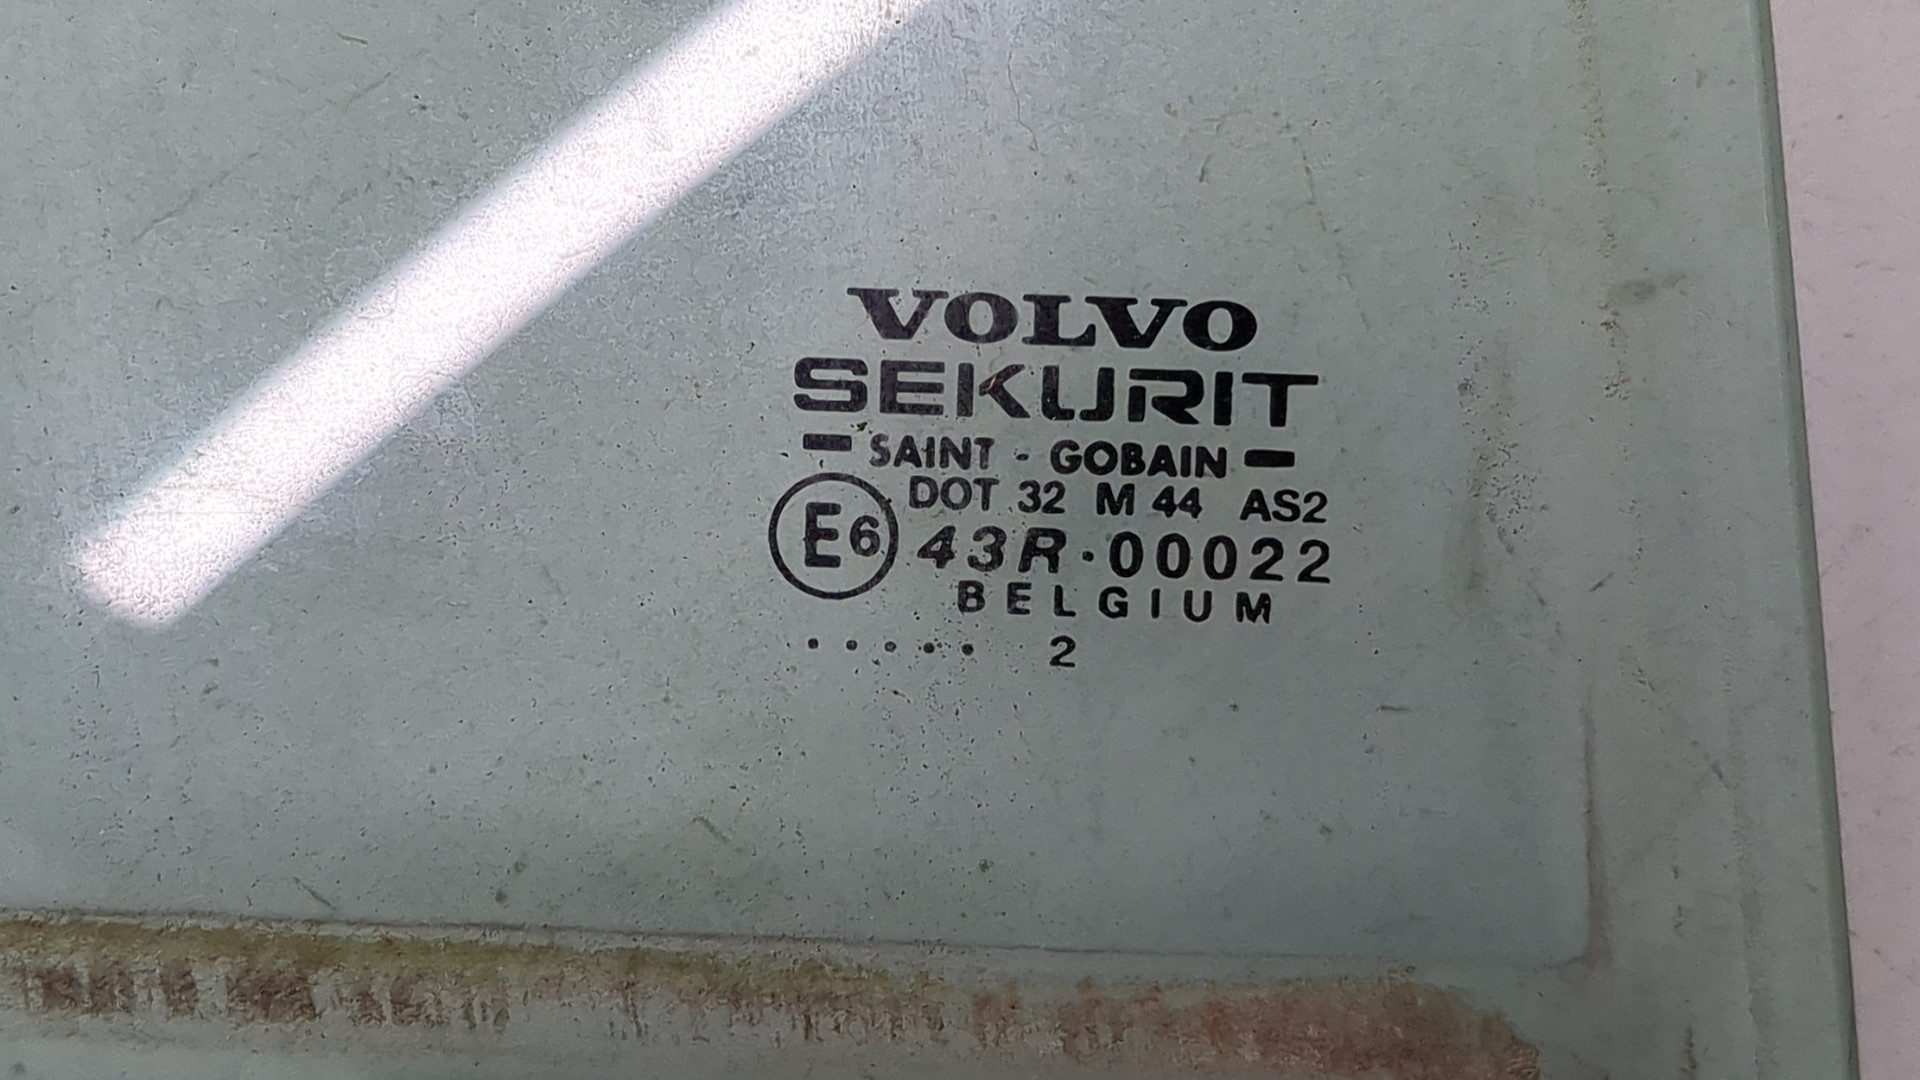 VOLVO
SEKURIT
SAINT - GOBAIN
DOT 32 M 44 AS2
E6 43R·00022
BELGIUM
..... 2